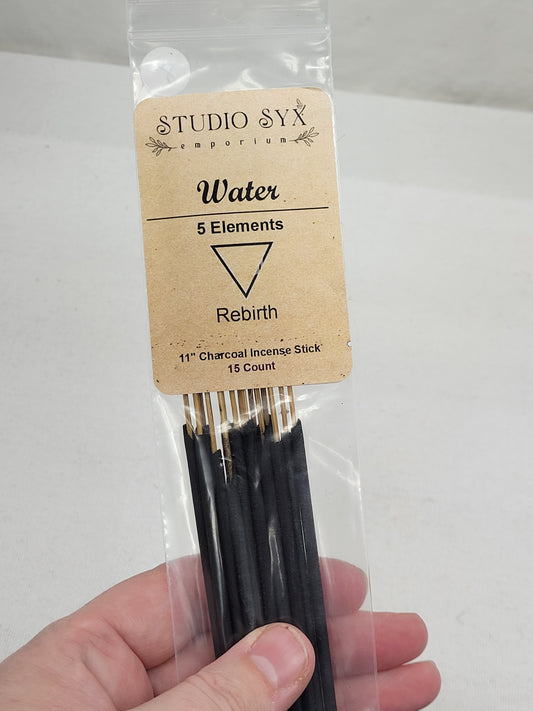 STUDIO SYX
emporium
Water
5 Elements
Rebirth
11" Charcoal Incense Stick
15 Count